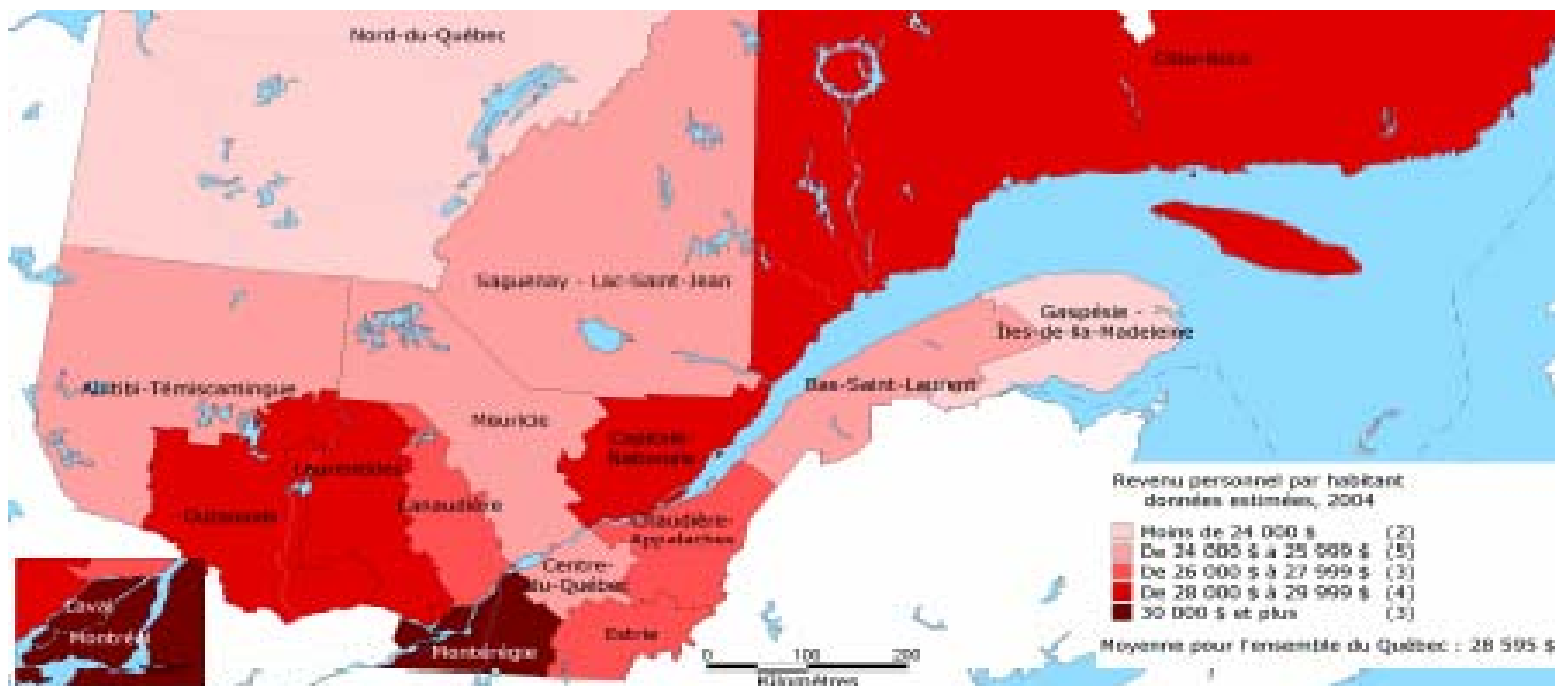 Nord-du-Québec
Côte-Nord
Saguenay - Lac-Saint-Jean
Gaspésie -
Îles-de-la-Madeleine
Abitibi-Témiscamingue
Bas-Saint-Laurent
Mauricie
Capitale-
Nationale
Laurentides
Lanaudière
Outaouais
Chaudière-
Appalaches
Centre-
du-Québec
Laval
Montréal
Montérégie
Estrie
0 100 200
Kilomètres
Revenu personnel par habitant
données estimées, 2004
Moins de 24 000 $ (2)
De 24 000 $ à 25 999 $ (5)
De 26 000 $ à 27 999 $ (3)
De 28 000 $ à 29 999 $ (4)
30 000 $ et plus (3)
Moyenne pour l'ensemble du Québec : 28 595 $